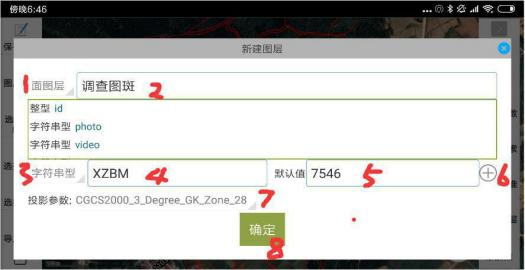 傍晚6:46
新建图层
1 面图层 调查图斑 2
整型 id
字符串型 photo
字符串型 video
3 字符串型 XZBM 4 默认值 7546 5 6
投影参数: CGCS2000_3_Degree_GK_Zone_28 7
确定
8